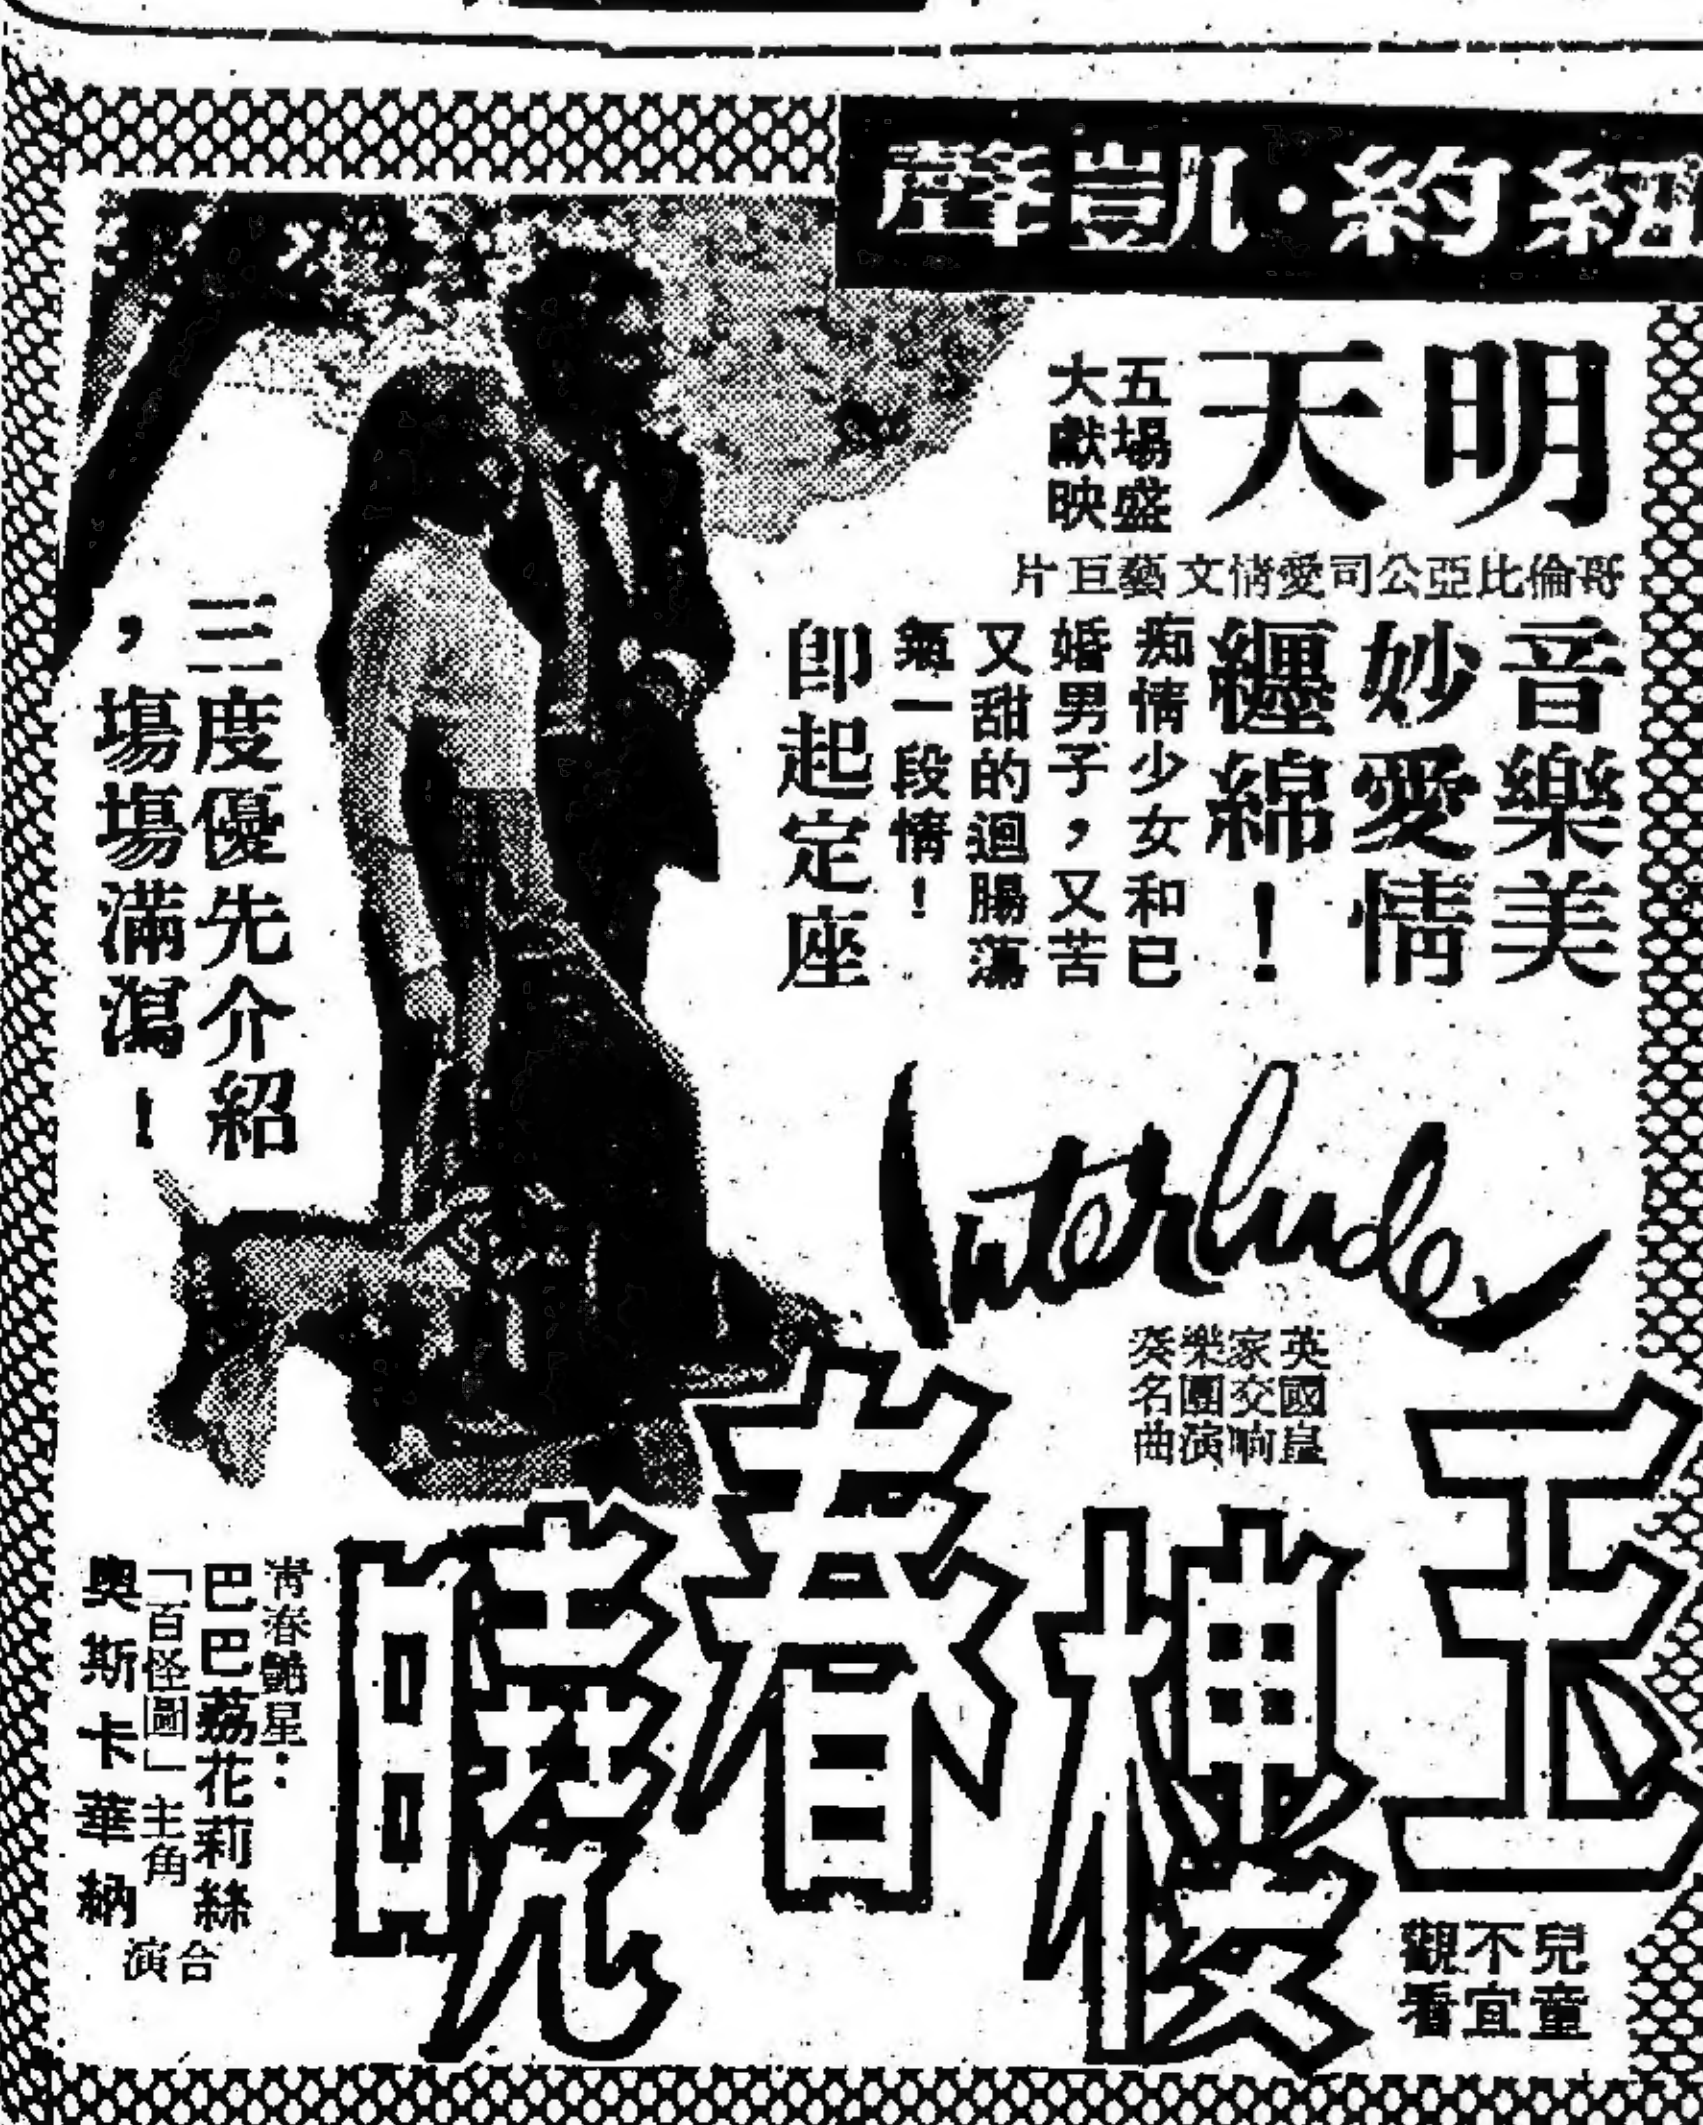 紐約·凱聲
明天
五場盛
大獻映
哥倫比亞公司愛情文藝巨片
音樂美
妙愛情
纏綿！
痴情少女和已
婚男子，又苦
又甜的迴腸蕩
氣一段情！
即起定座
三度優先介紹
，場場滿瀉！
Interlude
英國皇
家交响
樂團演
奏名曲
玉樓春曉
兒童
不宜
觀看
青春艷星：
巴巴荔花莉絲
「百怪圖」主角
奧斯卡華納
合演